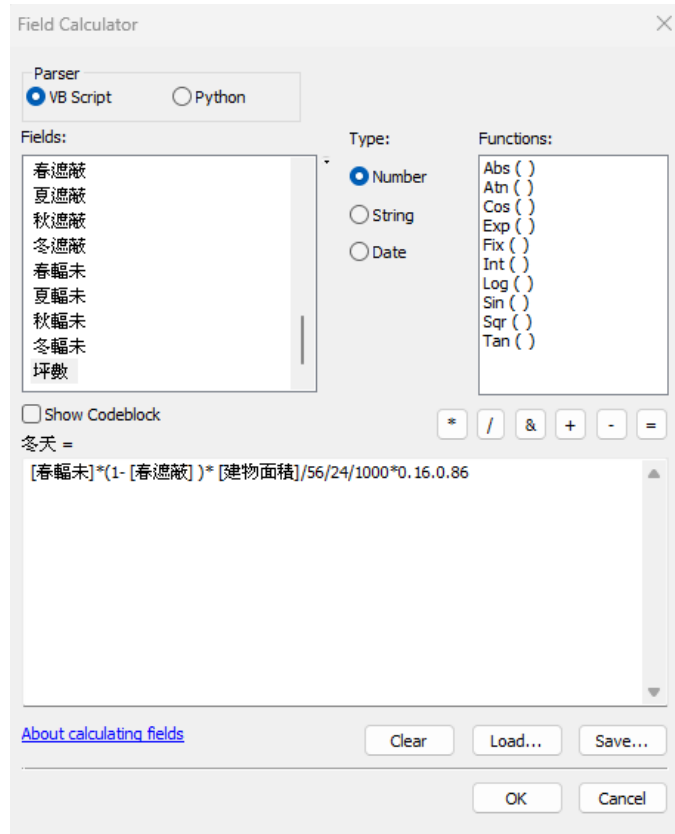 Field Calculator
Parser
VB Script Python
Fields: Type: Functions:
春遮蔽
夏遮蔽
秋遮蔽
冬遮蔽
春輻未
夏輻未
秋輻未
冬輻未
坪數
Number
String
Date
Abs ( )
Atn ( )
Cos ( )
Exp ( )
Fix ( )
Int ( )
Log ( )
Sin ( )
Sqr ( )
Tan ( )
Show Codeblock
* / & + - =
冬天 =
[春輻未]*(1- [春遮蔽] )* [建物面積]/56/24/1000*0.16.0.86
About calculating fields
Clear Load... Save...
OK Cancel